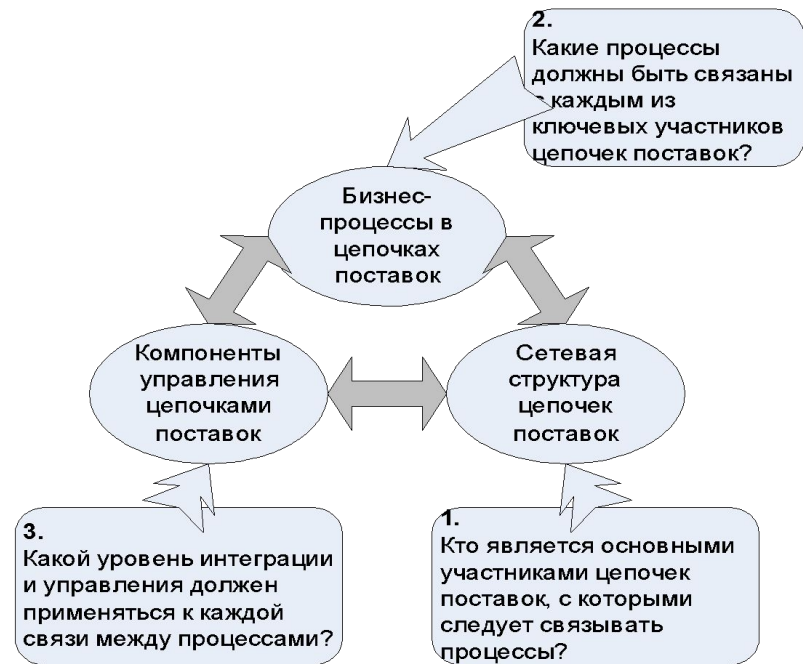 2.
Какие процессы
должны быть связаны
с каждым из
ключевых участников
цепочек поставок?
Бизнес-
процессы в
цепочках
поставок
Компоненты
управления
цепочками
поставок
Сетевая
структура
цепочек
поставок
3.
Какой уровень интеграции
и управления должен
применяться к каждой
связи между процессами?
1.
Кто является основными
участниками цепочек
поставок, с которыми
следует связывать
процессы?